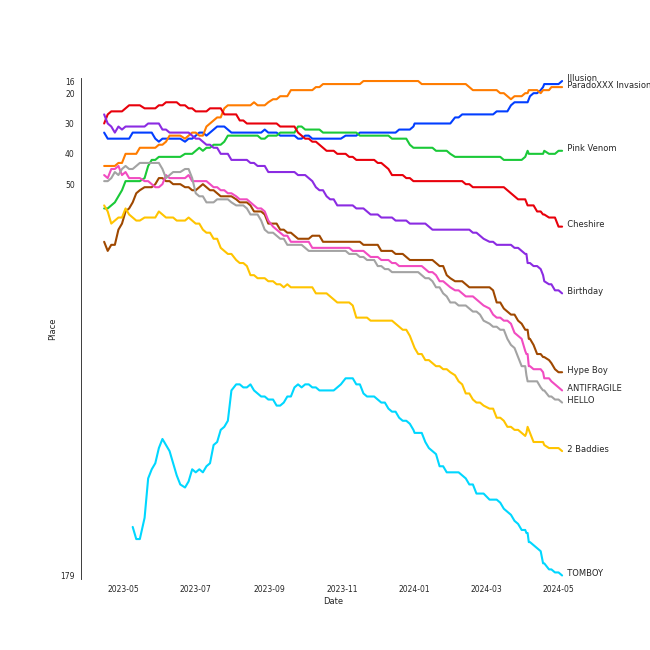 Illusion
16
ParadoXXX Invasion
20
30
Pink Venom
40
50
Cheshire
Birthday
Place
Hype Boy
ANTIFRAGILE
HELLO
2 Baddies
179
TOMBOY
2023-05 2023-07 2023-09 2023-11 2024-01 2024-03 2024-05
Date